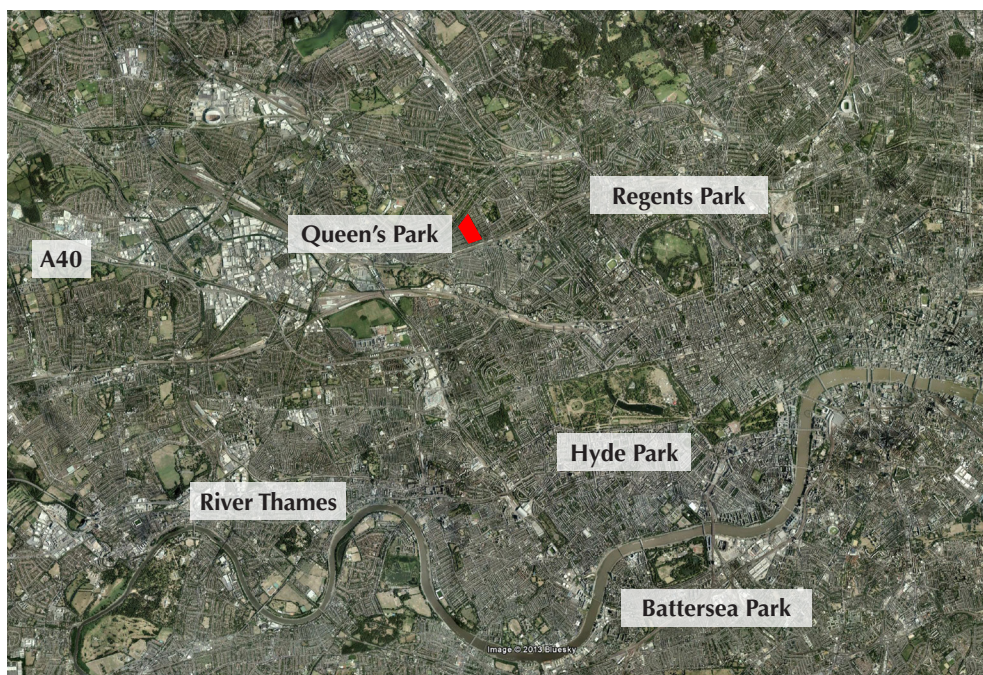 Regents Park
Queen's Park
A40
Hyde Park
River Thames
Battersea Park
Image © 2013 Bluesky